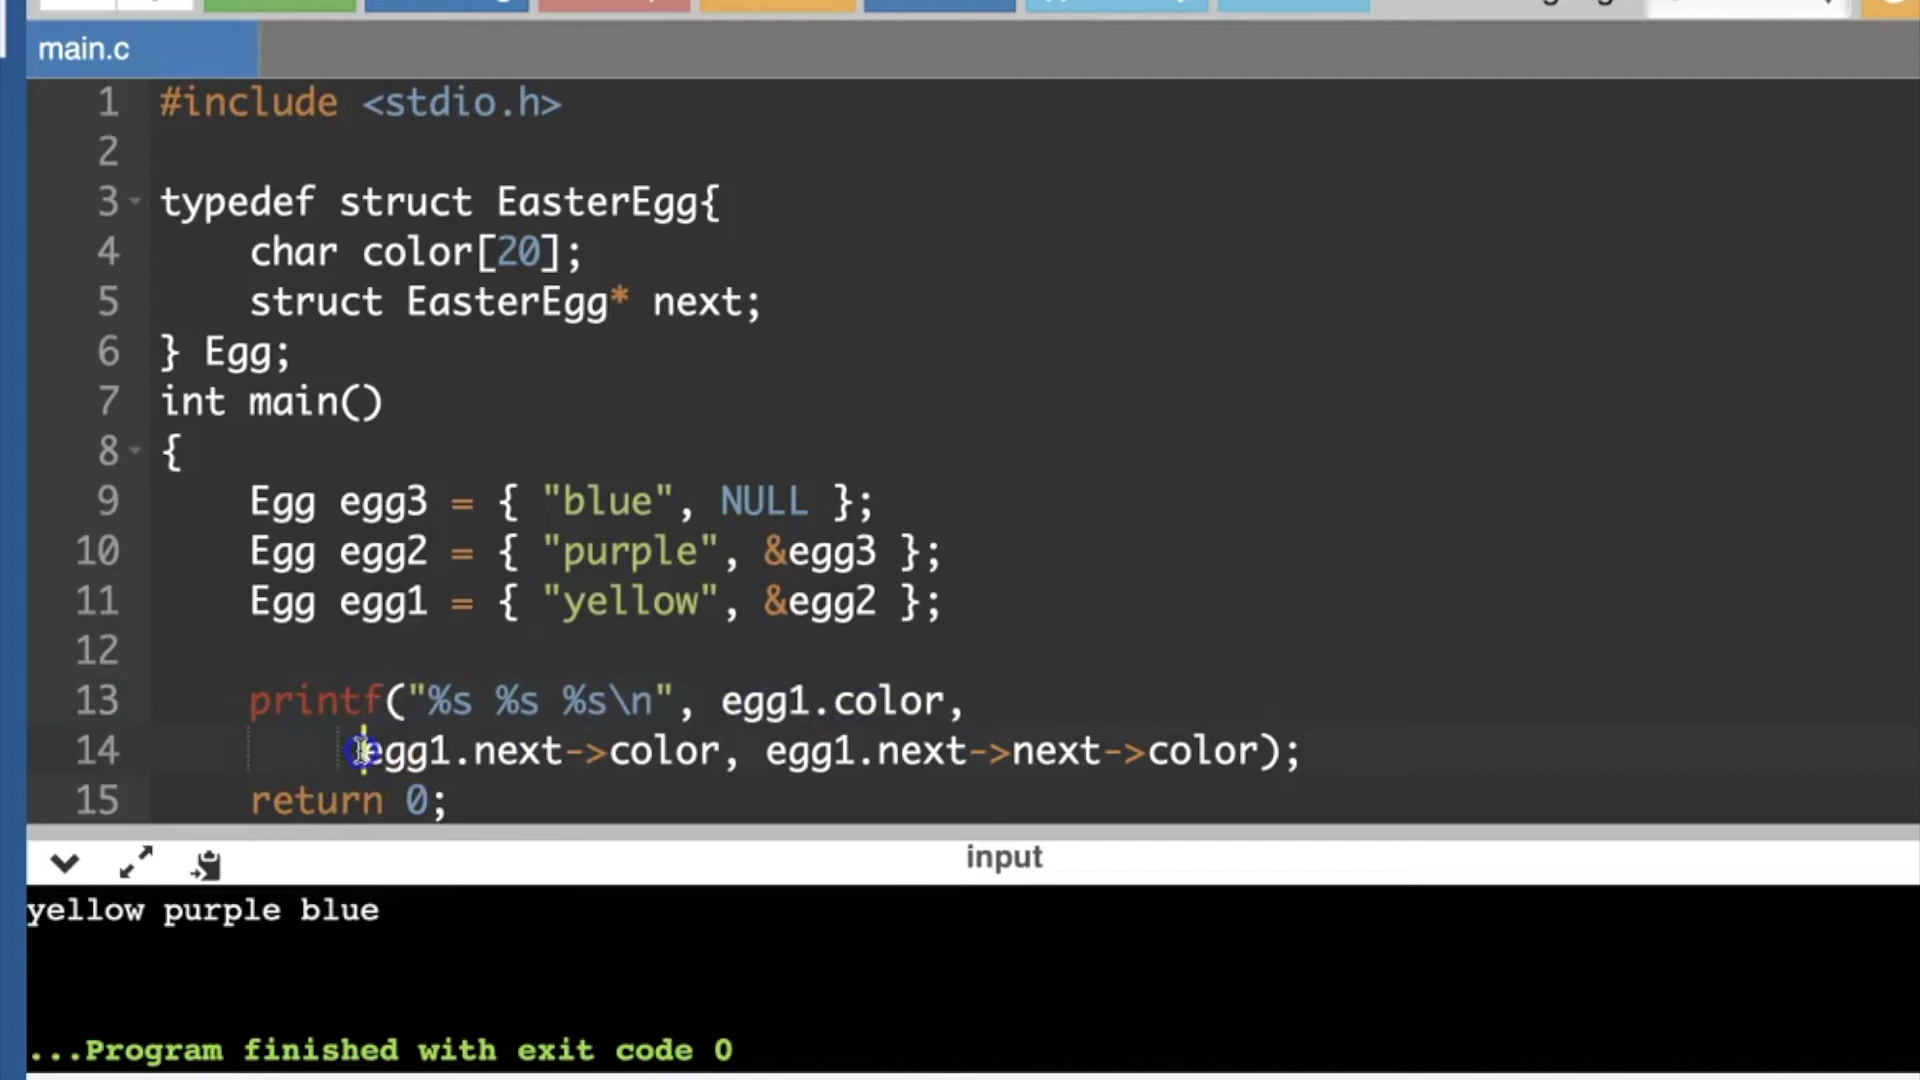 main.c
1 #include <stdio.h>
2
3 typedef struct EasterEgg{
4 char color[20];
5 struct EasterEgg* next;
6 } Egg;
7 int main()
8 {
9 Egg egg3 = { "blue", NULL };
10 Egg egg2 = { "purple", &egg3 };
11 Egg egg1 = { "yellow", &egg2 };
12
13 printf("%s %s %s\n", egg1.color,
14 egg1.next->color, egg1.next->next->color);
15 return 0;
input
yellow purple blue
...Program finished with exit code 0